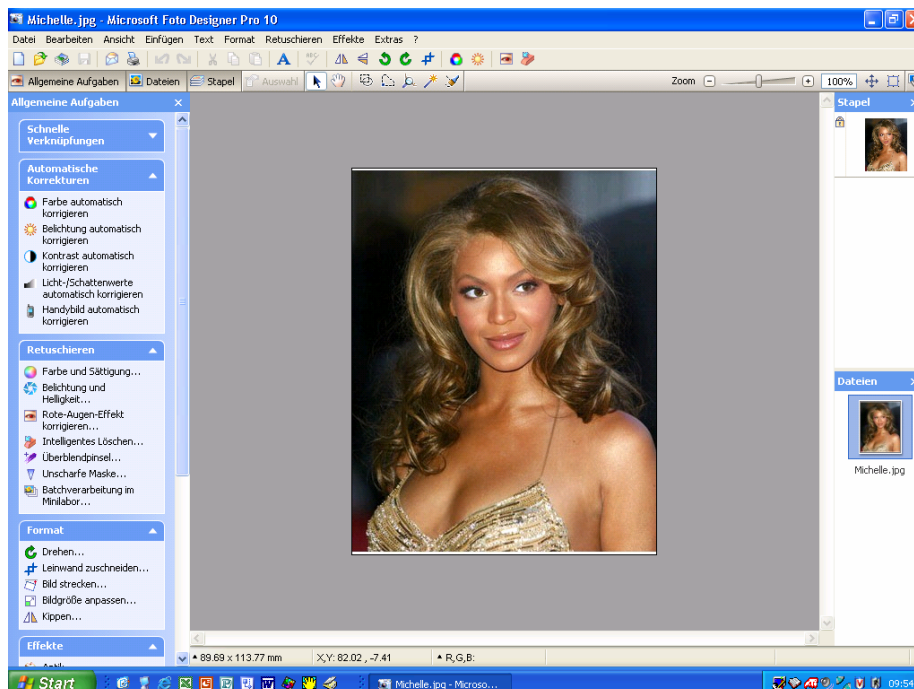 Michelle.jpg - Microsoft Foto Designer Pro 10
Datei Bearbeiten Ansicht Einfügen Text Format Retuschieren Effekte Extras ?
Allgemeine Aufgaben Dateien Stapel Auswahl Zoom 100%
Allgemeine Aufgaben
Schnelle
Verknüpfungen
Automatische
Korrekturen
Farbe automatisch
korrigieren
Belichtung automatisch
korrigieren
Kontrast automatisch
korrigieren
Licht-/Schattenwerte
automatisch korrigieren
Handybild automatisch
korrigieren
Retuschieren
Farbe und Sättigung...
Belichtung und
Helligkeit...
Rote-Augen-Effekt
korrigieren...
Intelligentes Löschen...
Überblendpinsel...
Unscharfe Maske...
Batchverarbeitung im
Minilabor...
Format
Drehen...
Leinwand zuschneiden...
Bild strecken...
Bildgröße anpassen...
Kippen...
Effekte
Stapel
Dateien
Michelle.jpg
89.69 x 113.77 mm X,Y: 82.02 , -7.41 R,G,B:
Start Michelle.jpg - Microso... 09:54